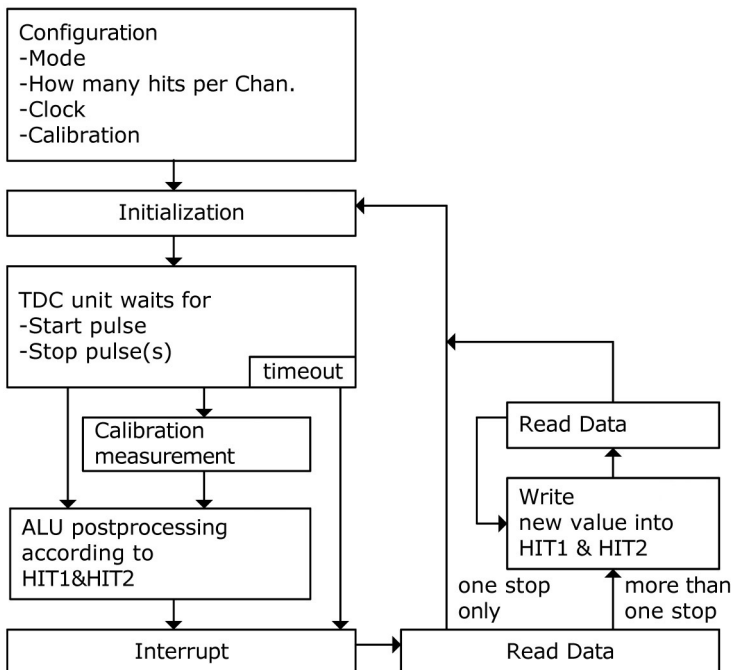 Configuration
-Mode
-How many hits per Chan.
-Clock
-Calibration
Initialization
TDC unit waits for
-Start pulse
-Stop pulse(s)
timeout
Calibration
measurement
ALU postprocessing
according to
HIT1&HIT2
Interrupt
Read Data
one stop
only
more than
one stop
Write
new value into
HIT1 & HIT2
Read Data